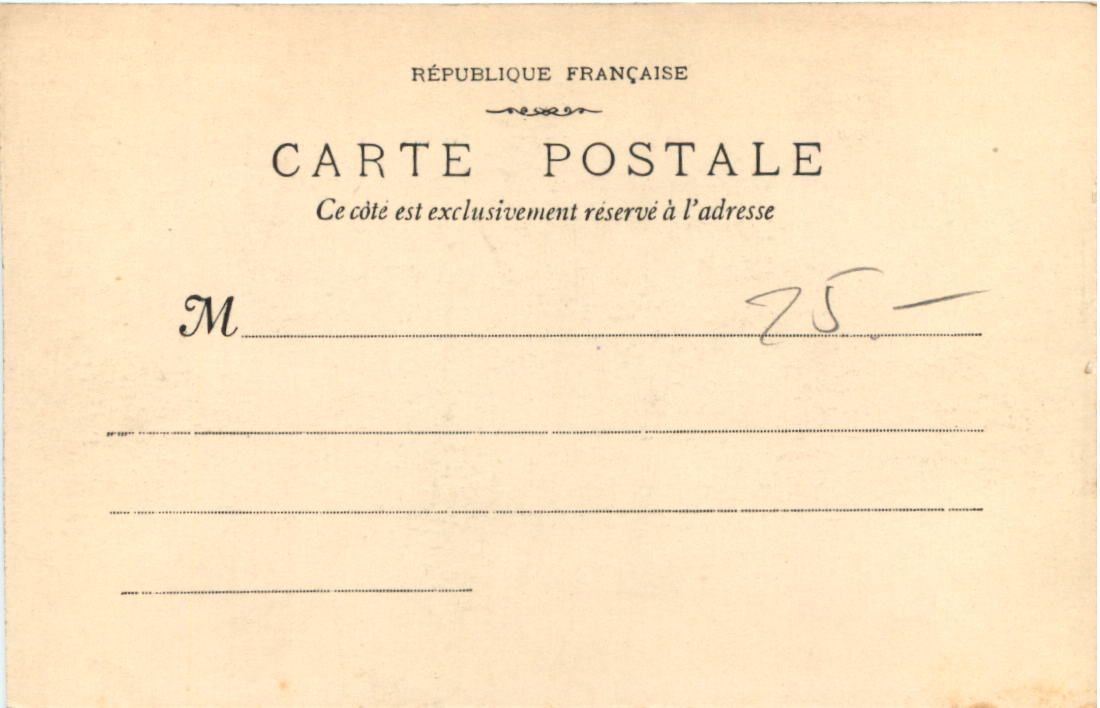 RÉPUBLIQUE FRANÇAISE
CARTE POSTALE
Ce côté est exclusivement réservé à l'adresse
M
25.—